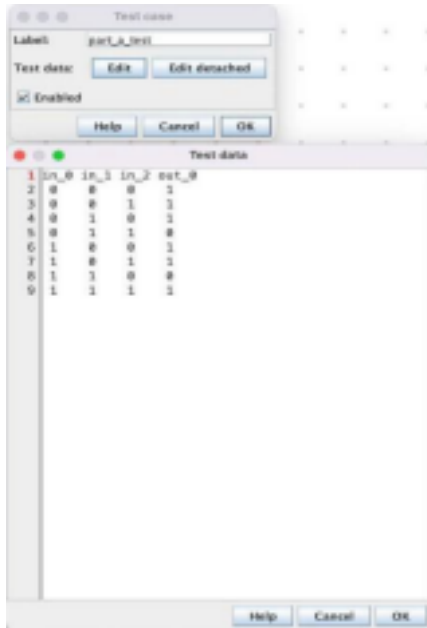 Test case
Label: part_a_test
Test data: Edit Edit detached
Enabled
Help Cancel OK
Test data
1 in_0 in_1 in_2 out_0
2 0 0 0 1
3 0 0 1 1
4 0 1 0 1
5 0 1 1 0
6 1 0 0 1
7 1 0 1 1
8 1 1 0 0
9 1 1 1 1
Help Cancel OK